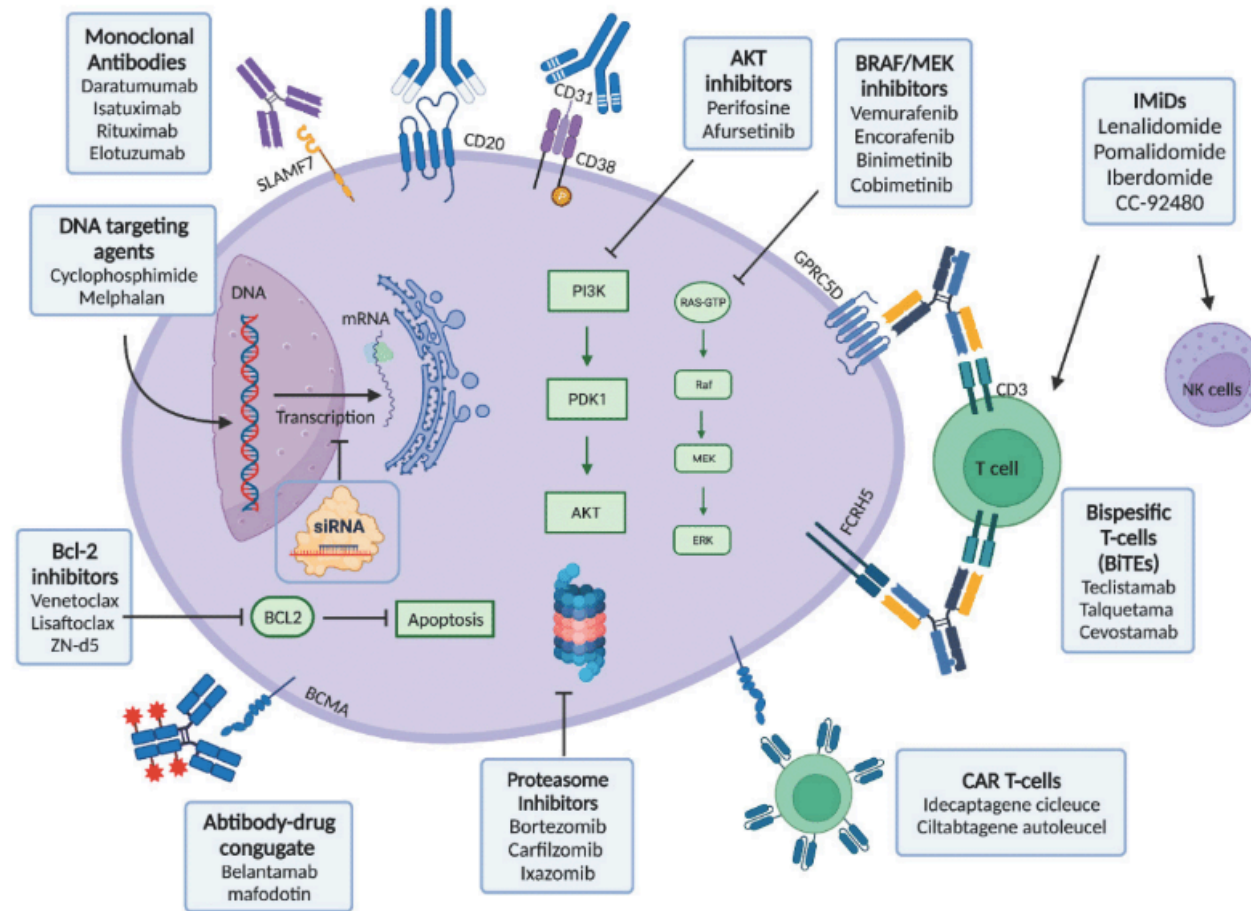 Monoclonal
Antibodies
Daratumumab
Isatuximab
Rituximab
Elotuzumab
SLAMF7
CD20
CD31
CD38
P
AKT
inhibitors
Perifosine
Afursetinib
BRAF/MEK
inhibitors
Vemurafenib
Encorafenib
Binimetinib
Cobimetinib
IMiDs
Lenalidomide
Pomalidomide
Iberdomide
CC-92480
DNA targeting
agents
Cyclophosphimide
Melphalan
DNA
mRNA
Transcription
siRNA
PI3K
PDK1
AKT
RAS-GTP
Raf
MEK
ERK
GPRC5D
CD3
T cell
NK cells
FCRH5
Bispesific
T-cells
(BiTEs)
Teclistamab
Talquetama
Cevostamab
Bcl-2
inhibitors
Venetoclax
Lisaftoclax
ZN-d5
BCL2
Apoptosis
BCMA
Abtibody-drug
congugate
Belantamab
mafodotin
Proteasome
Inhibitors
Bortezomib
Carfilzomib
Ixazomib
CAR T-cells
Idecaptagene cicleuce
Ciltabtagene autoleucel